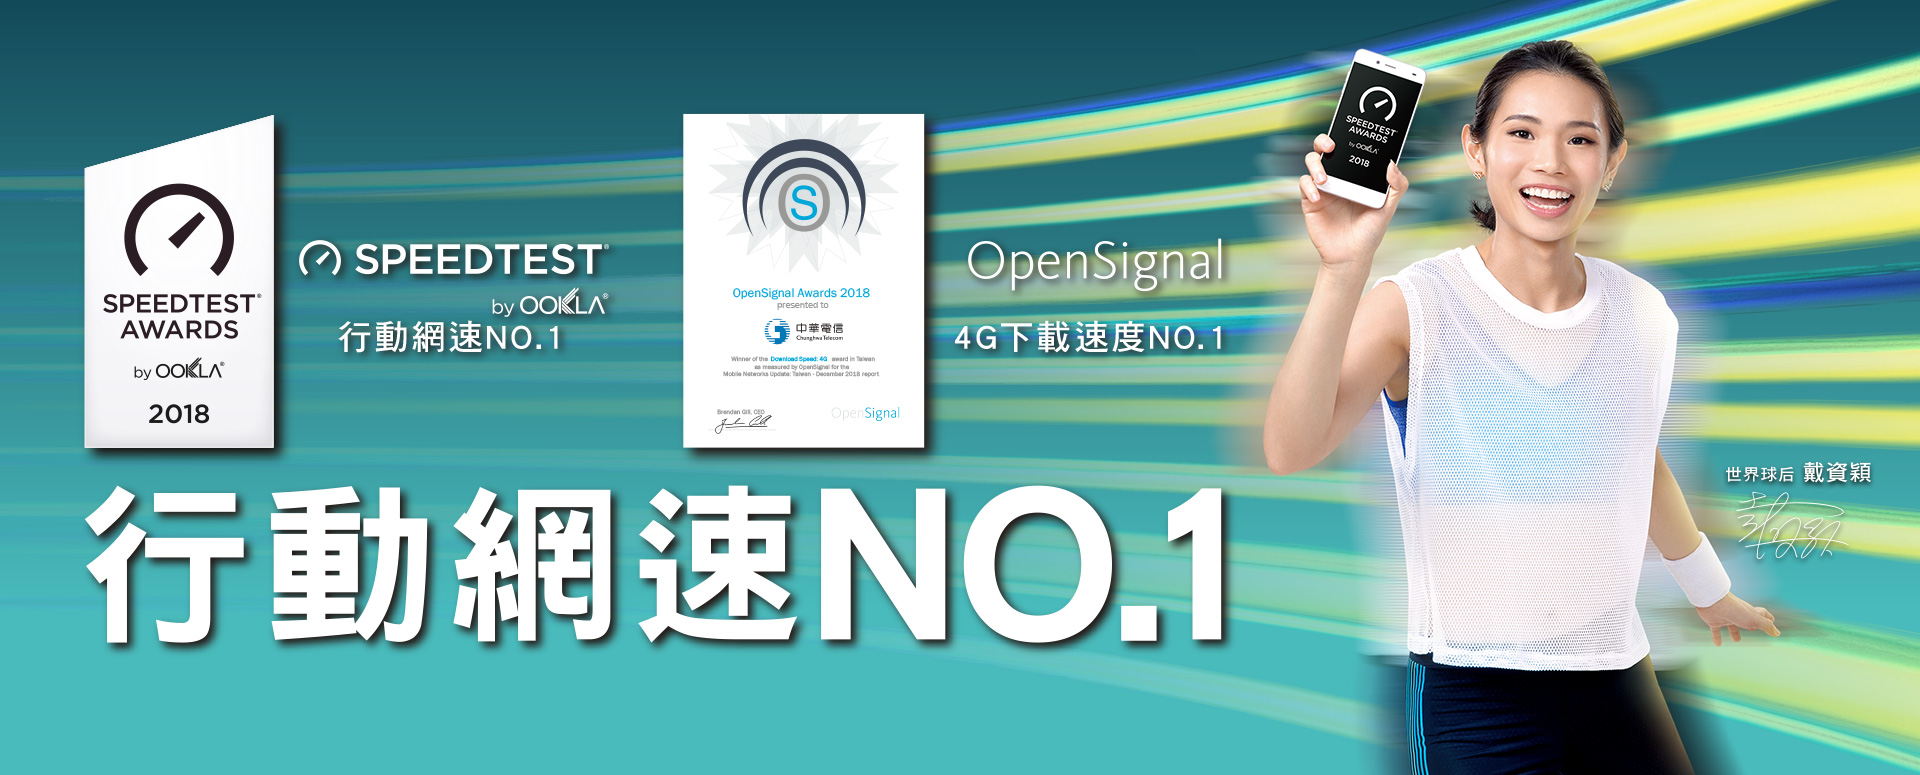 SPEEDTEST®
AWARDS
by OOKLA®
2018
SPEEDTEST®
by OOKLA®
行動網速NO.1
S
OpenSignal Awards 2018
presented to
中華電信
Chunghwa Telecom
Winner of the Download Speed: 4G award in Taiwan
as measured by OpenSignal for the
Mobile Networks Update: Taiwan - December 2018 report
Brendan Gill, CEO
OpenSignal
OpenSignal
4G下載速度NO.1
行動網速NO.1
SPEEDTEST®
AWARDS
by OOKLA®
2018
世界球后 戴資穎